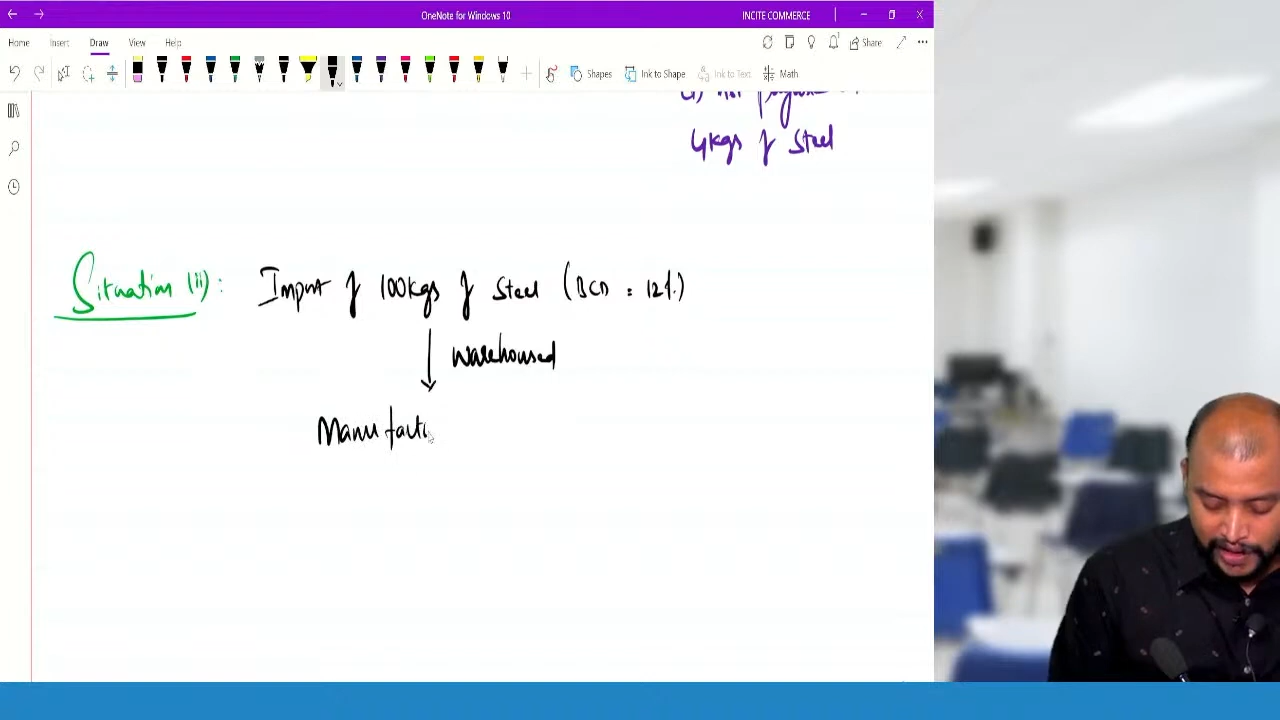 OneNote for Windows 10
INCITE COMMERCE
Home Insert Draw View Help
Share
Shapes Ink to Shape Ink to Text Math
4kgs of Steel
Situation (ii) : Import of 100kgs of Steel (BCD = 12%)
warehoused
Manufacti